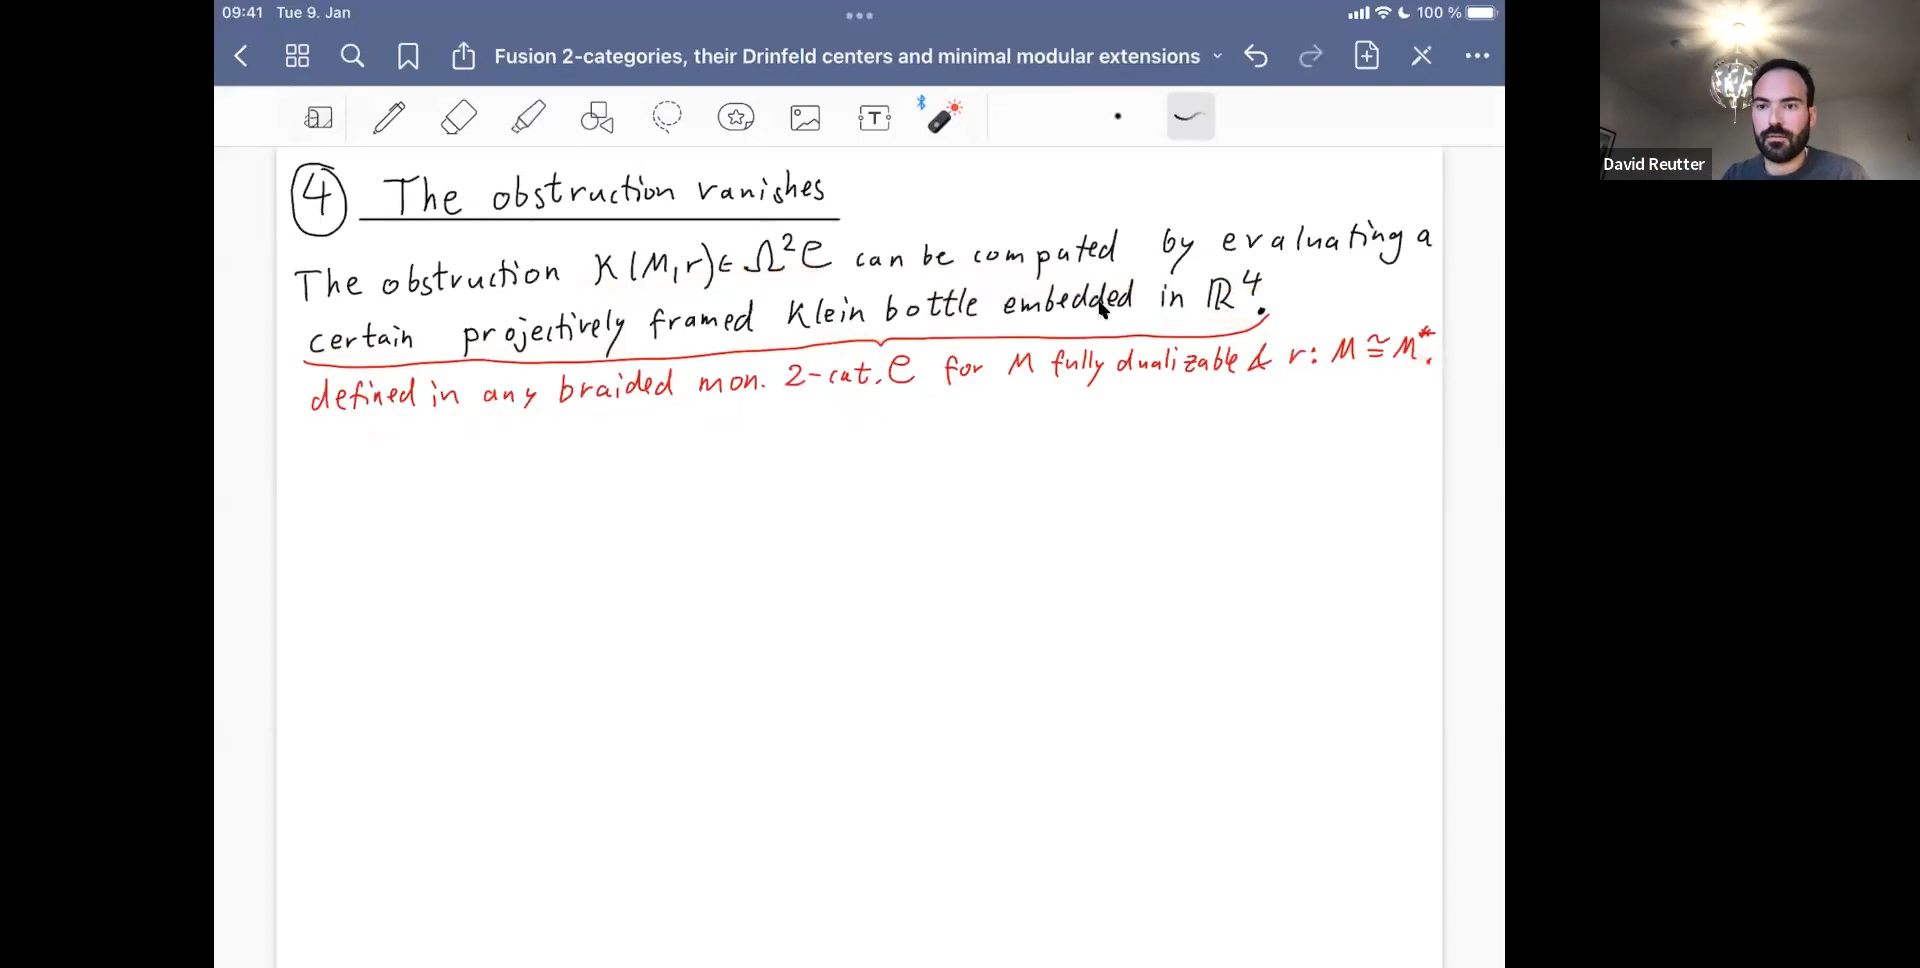 09:41 Tue 9. Jan
100 %
Fusion 2-categories, their Drinfeld centers and minimal modular extensions
T
David Reutter
④ The obstruction vanishes
The obstruction K(M,r)∈ Ω²C can be computed by evaluating a
certain projectively framed Klein bottle embedded in ℝ⁴.
defined in any braided mon. 2-cat. C for M fully dualizable & r: M ≅ M*.